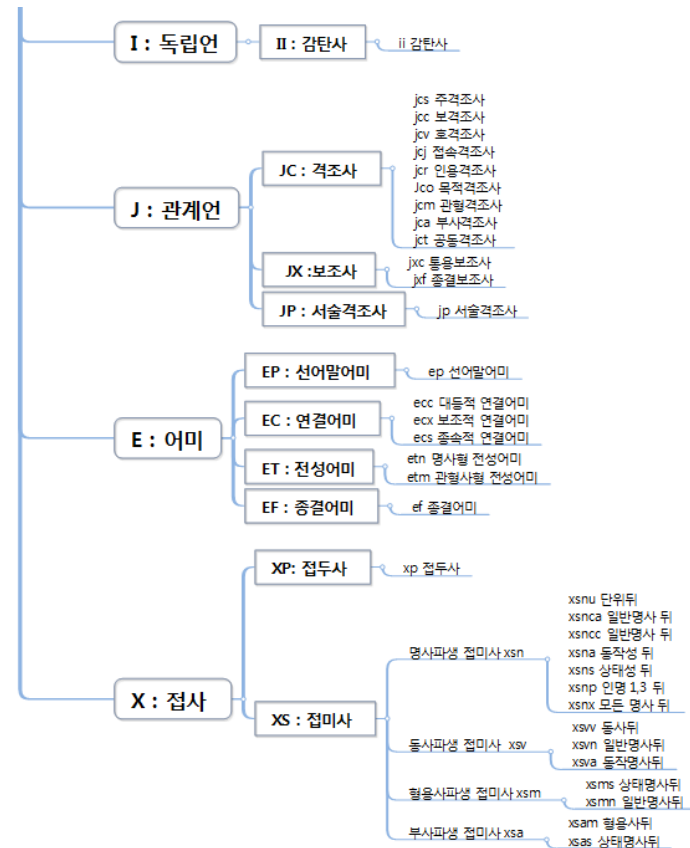 I : 독립언
II : 감탄사
ii 감탄사
J : 관계언
JC : 격조사
jcs 주격조사
jcc 보격조사
jcv 호격조사
jcj 접속격조사
jcr 인용격조사
Jco 목적격조사
jcm 관형격조사
jca 부사격조사
jct 공동격조사
JX :보조사
jxc 통용보조사
jxf 종결보조사
JP : 서술격조사
jp 서술격조사
E : 어미
EP : 선어말어미
ep 선어말어미
EC : 연결어미
ecc 대등적 연결어미
ecx 보조적 연결어미
ecs 종속적 연결어미
ET : 전성어미
etn 명사형 전성어미
etm 관형사형 전성어미
EF : 종결어미
ef 종결어미
X : 접사
XP: 접두사
xp 접두사
XS : 접미사
명사파생 접미사 xsn
xsnu 단위뒤
xsnca 일반명사 뒤
xsncc 일반명사 뒤
xsna 동작성 뒤
xsns 상태성 뒤
xsnp 인명 1,3 뒤
xsnx 모든 명사 뒤
동사파생 접미사 xsv
xsvv 동사뒤
xsvn 일반명사뒤
xsva 동작명사뒤
형용사파생 접미사 xsm
xsms 상태명사뒤
xsmn 일반명사뒤
부사파생 접미사 xsa
xsam 형용사뒤
xsas 상태명사뒤